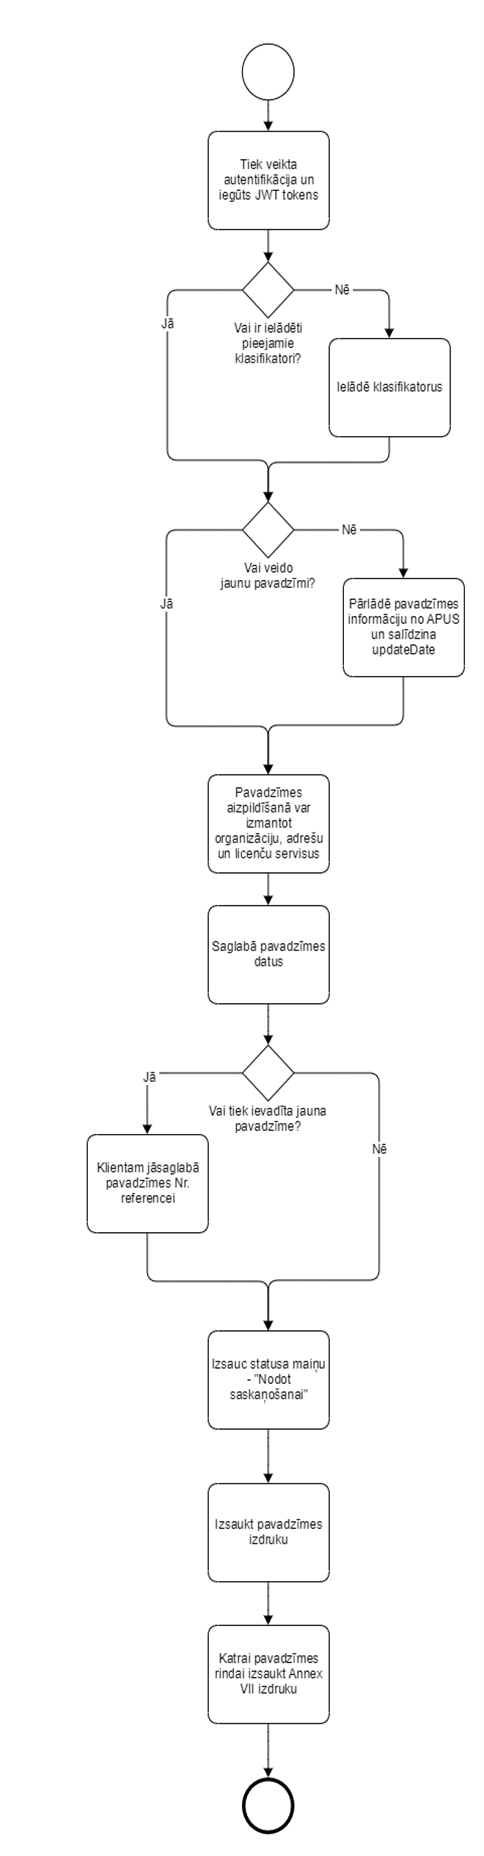 Tiek veikta
autentifikācija un
iegūts JWT tokens
Nē
Jā
Vai ir ielādēti
pieejamie
klasifikatori?
Ielādē klasifikatorus
Nē
Vai veido
jaunu pavadzīmi?
Jā
Pārlādē pavadzīmes
informāciju no APUS
un salīdzina
updateDate
Pavadzīmes
aizpildīšanā var
izmantot
organizāciju, adrešu
un licenču servisus
Saglabā pavadzīmes
datus
Jā
Vai tiek ievadīta jauna
pavadzīme?
Nē
Klientam jāsaglabā
pavadzīmes Nr.
referencei
Izsauc statusa maiņu
- "Nodot
saskaņošanai"
Izsaukt pavadzīmes
izdruku
Katrai pavadzīmes
rindai izsaukt Annex
VII izdruku